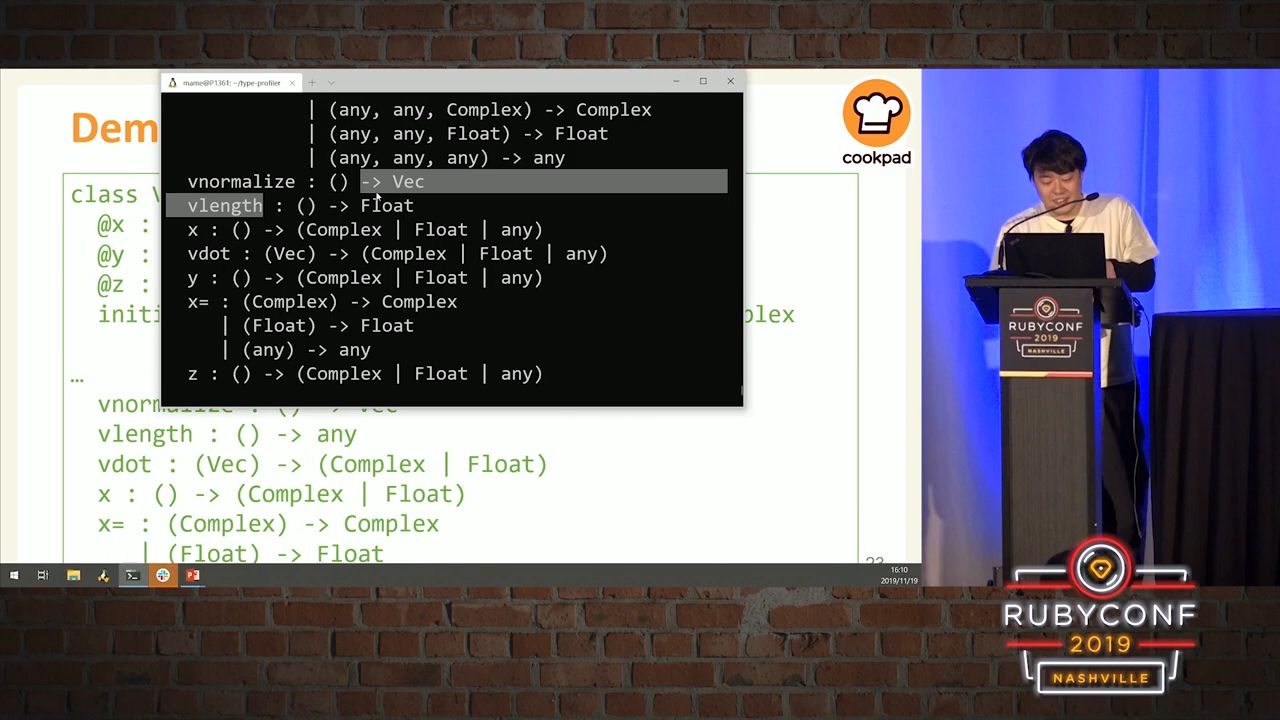 mame@P1361: ~/type-profiler
| (any, any, Complex) -> Complex
| (any, any, Float) -> Float
| (any, any, any) -> any
vnormalize : () -> Vec
vlength : () -> Float
x : () -> (Complex | Float | any)
vdot : (Vec) -> (Complex | Float | any)
y : () -> (Complex | Float | any)
x= : (Complex) -> Complex
| (Float) -> Float
| (any) -> any
z : () -> (Complex | Float | any)
Dem
cookpad
class V
@x :
@y :
@z :
initi
plex
…
vnormalize : () -> Vec
vlength : () -> any
vdot : (Vec) -> (Complex | Float)
x : () -> (Complex | Float)
x= : (Complex) -> Complex
| (Float) -> Float
16:10
2019/11/19
RUBYCONF
2019
NASHVILLE
RUBYCONF
2019
NASHVILLE